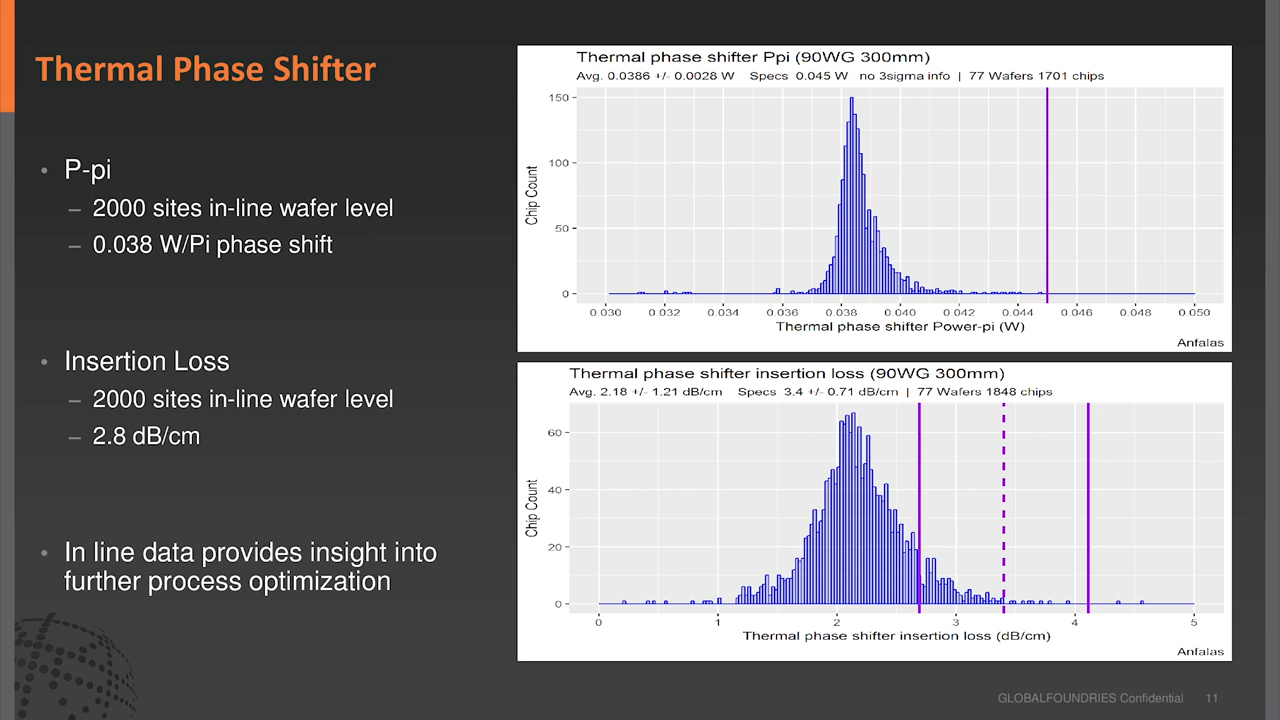 Thermal Phase Shifter
• P-pi
– 2000 sites in-line wafer level
– 0.038 W/Pi phase shift
• Insertion Loss
– 2000 sites in-line wafer level
– 2.8 dB/cm
• In line data provides insight into
further process optimization
Thermal phase shifter Ppi (90WG 300mm)
Avg. 0.0386 +/- 0.0028 W Specs 0.045 W no 3sigma info | 77 Wafers 1701 chips
Chip Count
150
100
50
0
0.030 0.032 0.034 0.036 0.038 0.040 0.042 0.044 0.046 0.048 0.050
Thermal phase shifter Power-pi (W)
Anfalas
Thermal phase shifter insertion loss (90WG 300mm)
Avg. 2.18 +/- 1.21 dB/cm Specs 3.4 +/- 0.71 dB/cm | 77 Wafers 1848 chips
Chip Count
60
40
20
0
0 1 2 3 4 5
Thermal phase shifter insertion loss (dB/cm)
Anfalas
GLOBALFOUNDRIES Confidential 11